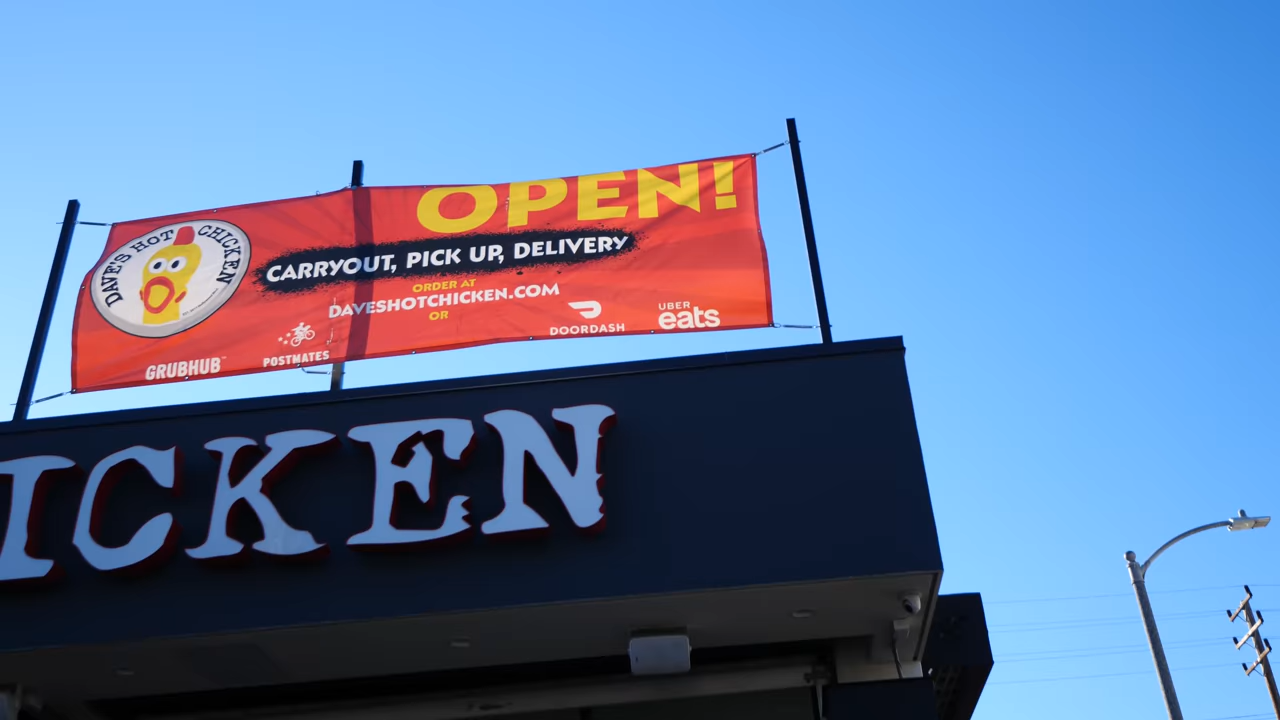 OPEN!
DAVE'S HOT CHICKEN
CARRYOUT, PICK UP, DELIVERY
ORDER AT
DAVESHOTCHICKEN.COM
OR
GRUBHUB
POSTMATES
DOORDASH
UBER
eats
ICKEN